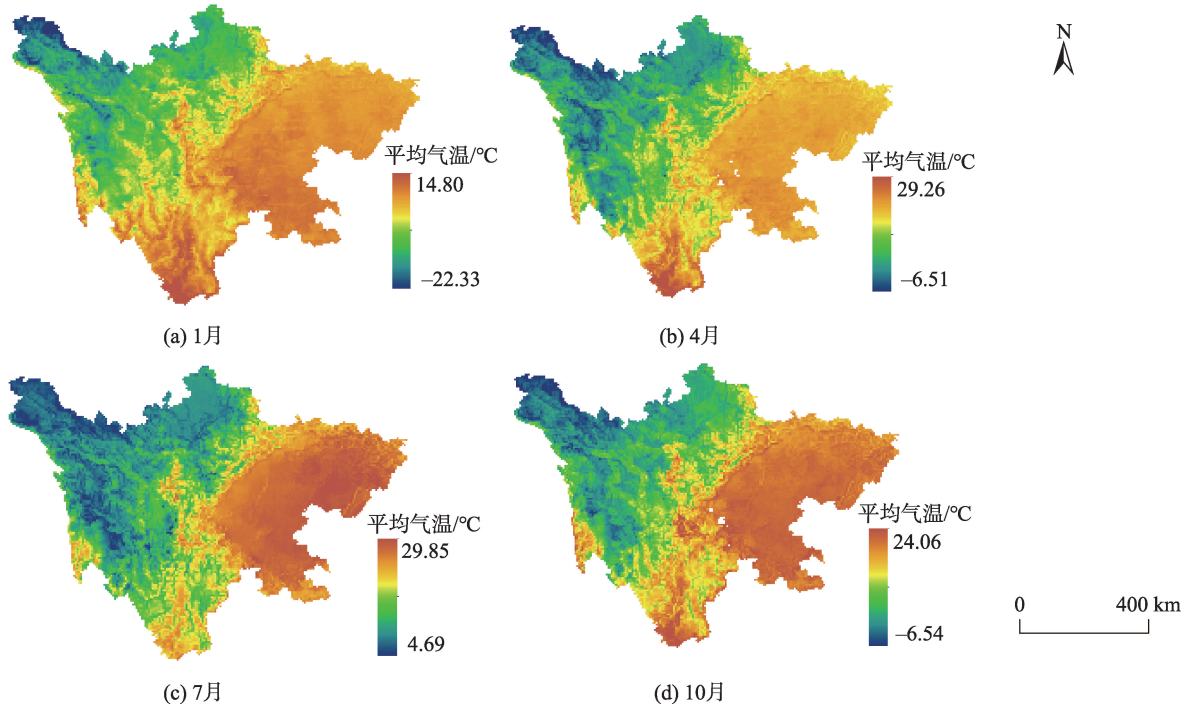 N
平均气温/℃
14.80
–22.33
(a) 1月
平均气温/℃
29.26
–6.51
(b) 4月
平均气温/℃
29.85
4.69
(c) 7月
平均气温/℃
24.06
–6.54
(d) 10月
0 400 km